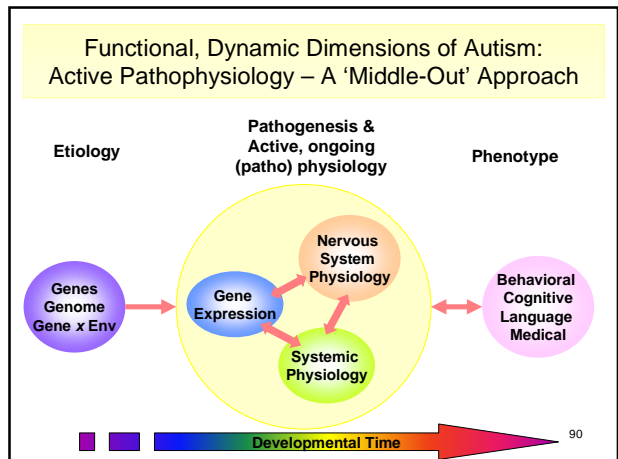 Functional, Dynamic Dimensions of Autism:
Active Pathophysiology – A ‘Middle-Out’ Approach
Etiology
Pathogenesis &
Active, ongoing
(patho) physiology
Phenotype
Genes
Genome
Gene x Env
Gene
Expression
Nervous
System
Physiology
Systemic
Physiology
Behavioral
Cognitive
Language
Medical
Developmental Time
90